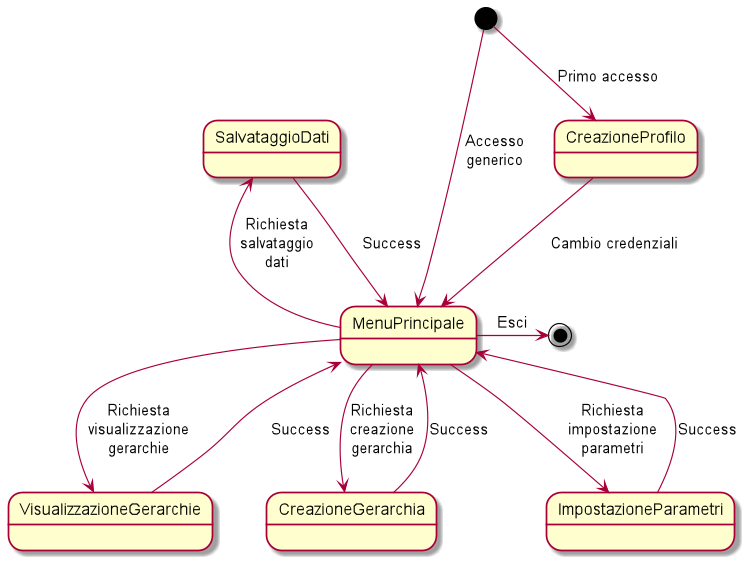 Primo accesso
SalvataggioDati
CreazioneProfilo
Accesso
generico
Richiesta
salvataggio
dati
Success
Cambio credenziali
MenuPrincipale
Esci
Richiesta
visualizzazione
gerarchie
Success
Richiesta
creazione
gerarchia
Success
Richiesta
impostazione
parametri
Success
VisualizzazioneGerarchie
CreazioneGerarchia
ImpostazioneParametri